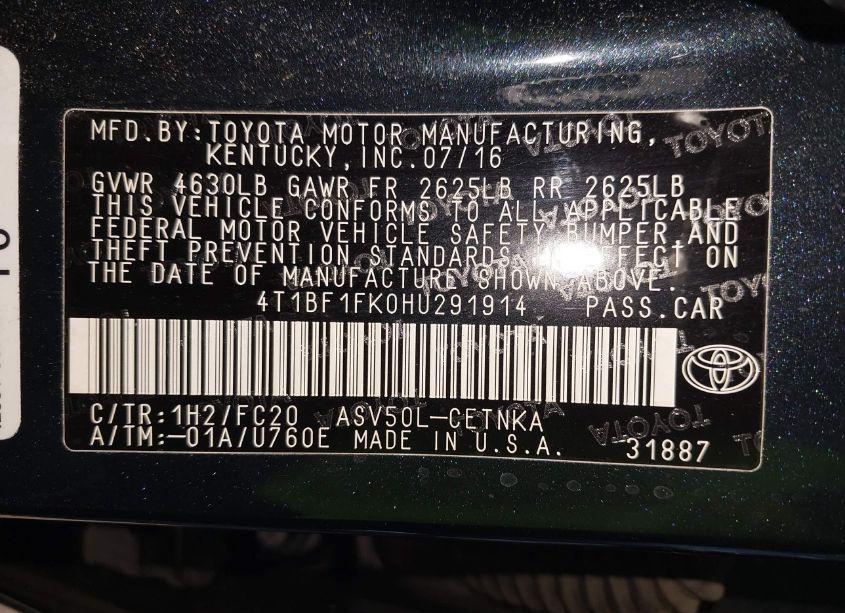 MFD.BY:TOYOTA MOTOR MANUFACTURING,
KENTUCKY,INC.07/16
GVWR 4630LB GAWR FR 2625LB RR 2625LB
THIS VEHICLE CONFORMS TO ALL APPLICABLE
FEDERAL MOTOR VEHICLE SAFETY BUMPER AND
THEFT PREVENTION STANDARDS EFFECT ON
THE DATE OF MANUFACTURE SHOWN ABOVE.
4T1BF1FK0HU291914 PASS.CAR
C/TR:1H2/FC20 ASV50L-CETNKA
A/TM:-01A/U760E MADE IN U.S.A. 31887